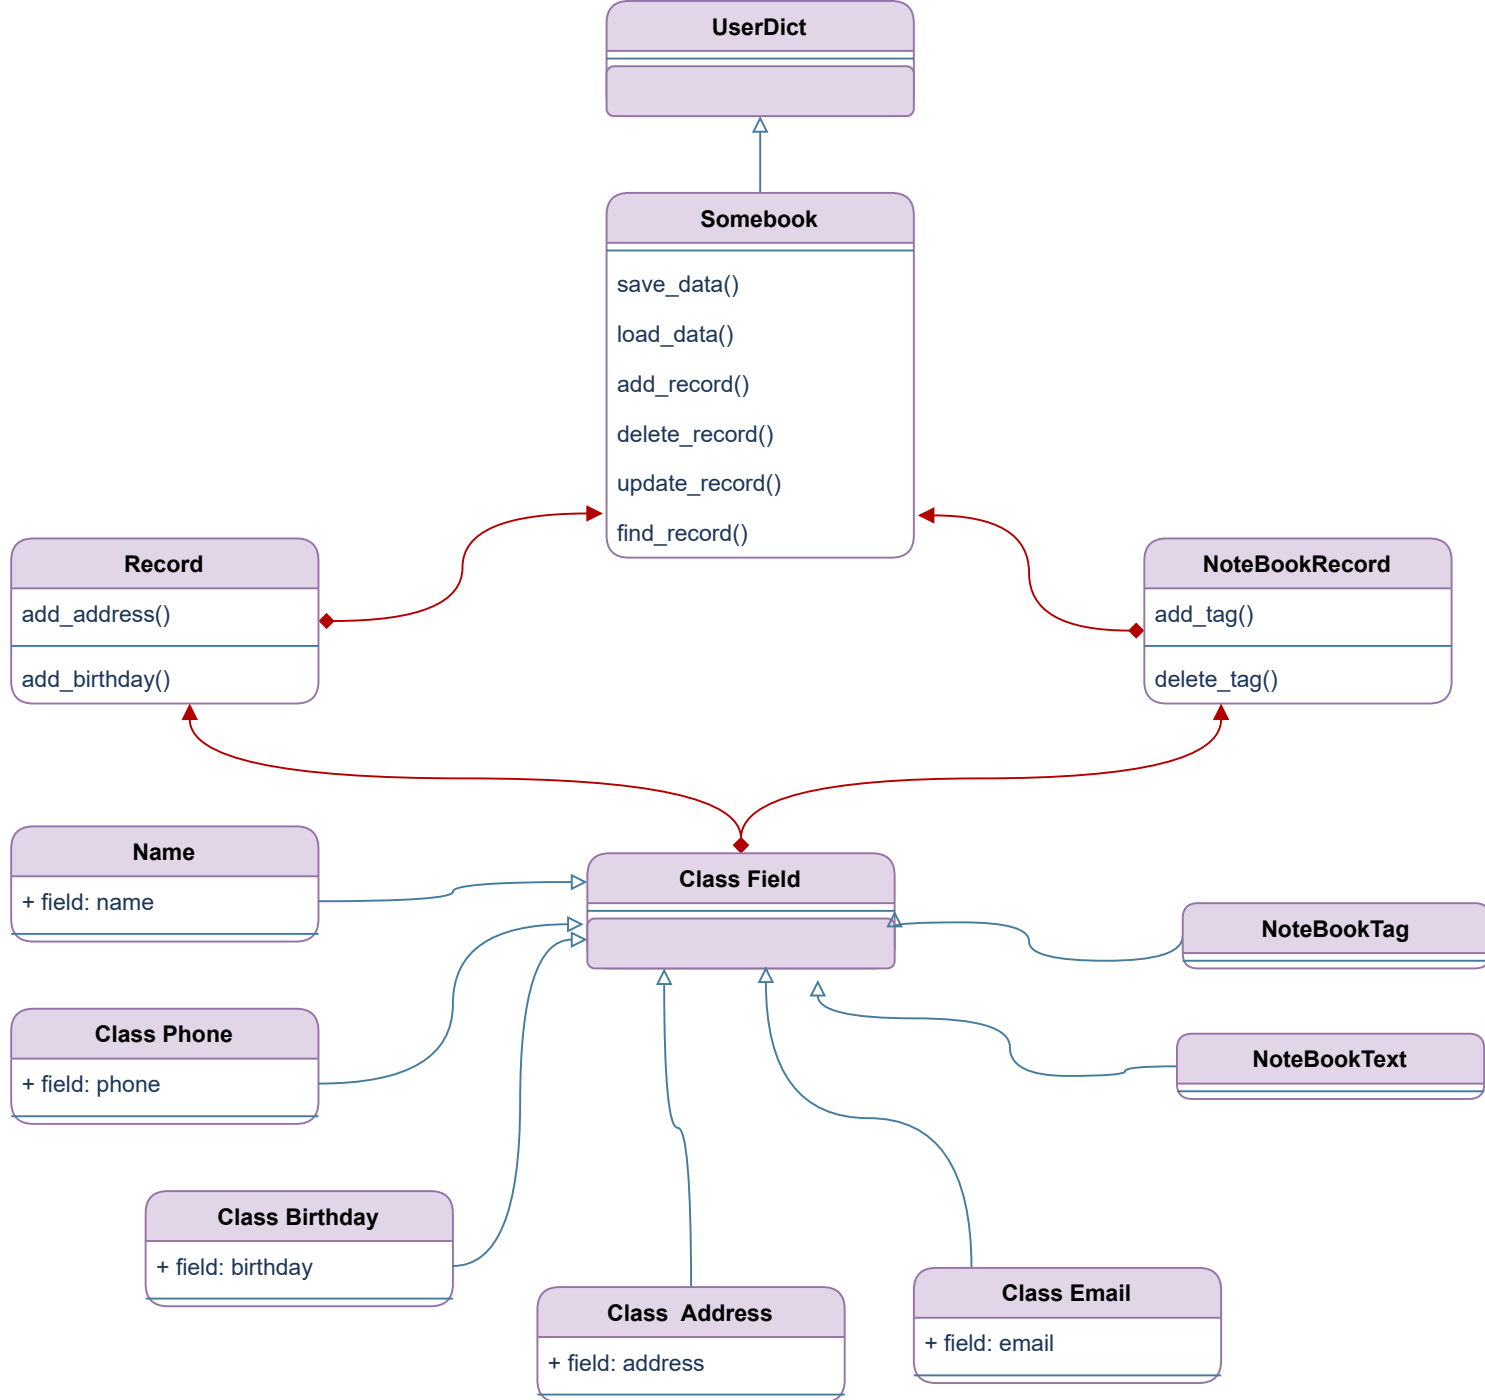 UserDict
Somebook
save_data()
load_data()
add_record()
delete_record()
update_record()
find_record()
Record
add_address()
add_birthday()
NoteBookRecord
add_tag()
delete_tag()
Name
+ field: name
Class Field
NoteBookTag
Class Phone
+ field: phone
NoteBookText
Class Birthday
+ field: birthday
Class  Address
+ field: address
Class Email
+ field: email